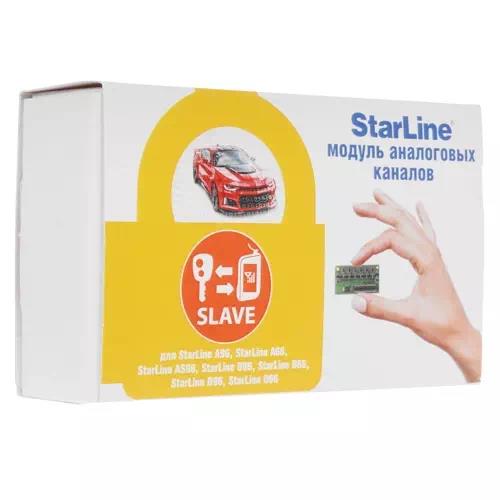 StarLine®
модуль аналоговых
каналов
SLAVE
для StarLine A96, StarLine A66,
StarLine AS96, StarLine B96, StarLine B66,
StarLine D96, StarLine D66